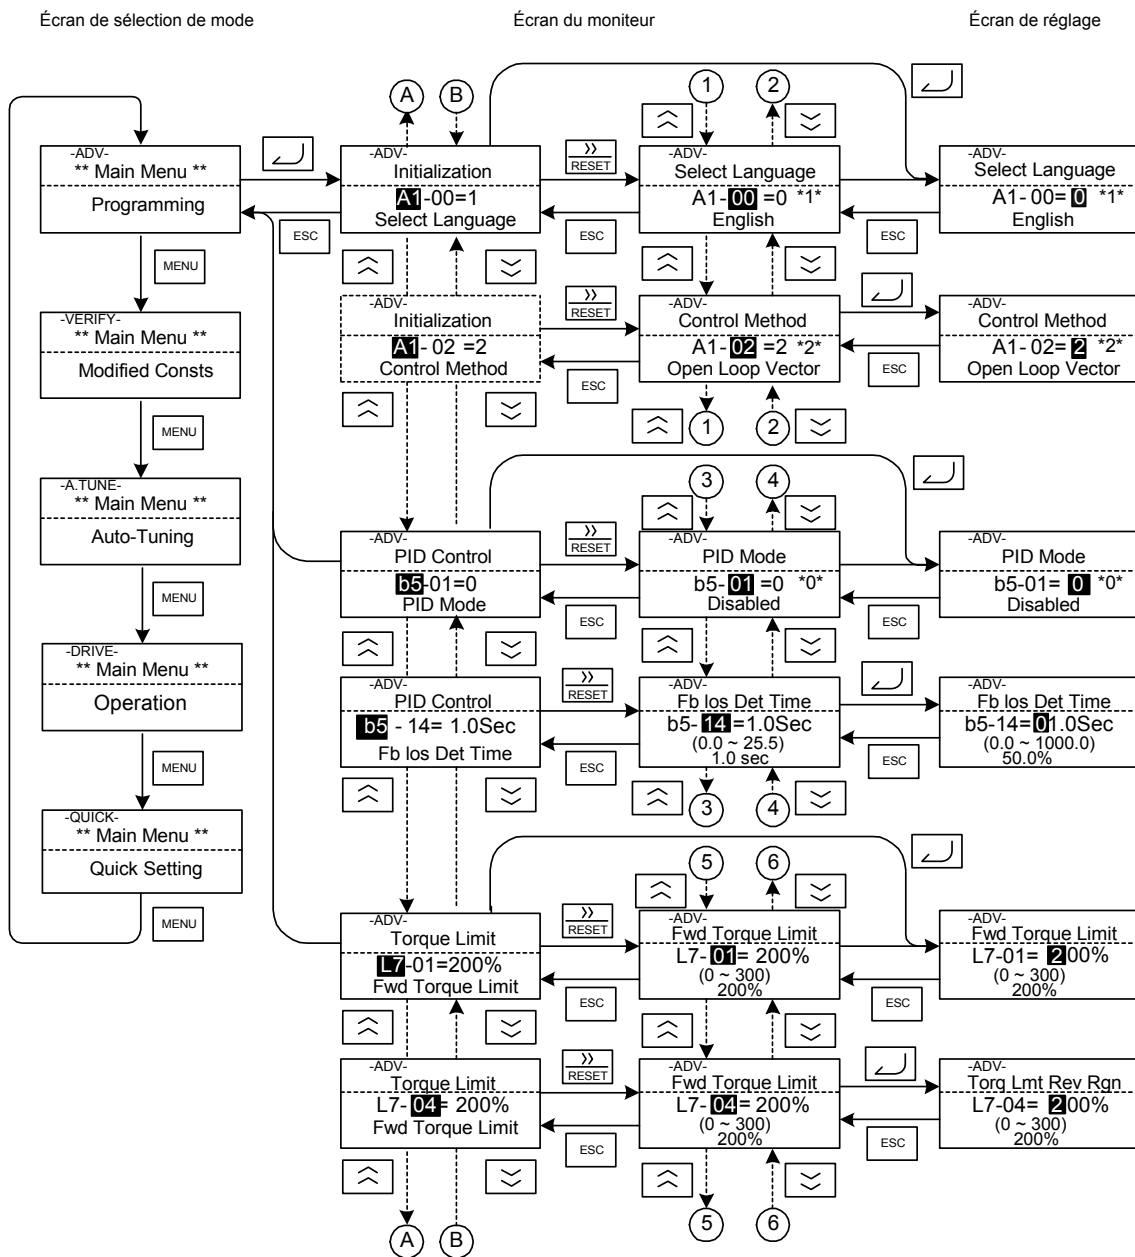 Écran de sélection de mode
Écran du moniteur
Écran de réglage
A
B
1
2
-ADV-
** Main Menu **
Programming
-ADV-
Initialization
A1-00=1
Select Language
RESET
-ADV-
Select Language
A1-00 =0 *1*
English
-ADV-
Select Language
A1- 00= 0 *1*
English
ESC
ESC
ESC
MENU
-VERIFY-
** Main Menu **
Modified Consts
-ADV-
Initialization
A1- 02 =2
Control Method
RESET
-ADV-
Control Method
A1-02 =2 *2*
Open Loop Vector
-ADV-
Control Method
A1- 02= 2 *2*
Open Loop Vector
ESC
ESC
MENU
1
2
-A.TUNE-
** Main Menu **
Auto-Tuning
3
4
-ADV-
PID Control
b5-01=0
PID Mode
RESET
-ADV-
PID Mode
b5-01 =0 *0*
Disabled
-ADV-
PID Mode
b5-01= 0 *0*
Disabled
ESC
ESC
MENU
-DRIVE-
** Main Menu **
Operation
-ADV-
PID Control
b5 - 14= 1.0Sec
Fb los Det Time
RESET
-ADV-
Fb los Det Time
b5-14=1.0Sec
(0.0 ~ 25.5)
1.0 sec
-ADV-
Fb los Det Time
b5-14=01.0Sec
(0.0 ~ 1000.0)
50.0%
ESC
ESC
MENU
3
4
-QUICK-
** Main Menu **
Quick Setting
MENU
5
6
-ADV-
Torque Limit
L7-01=200%
Fwd Torque Limit
RESET
-ADV-
Fwd Torque Limit
L7-01= 200%
(0 ~ 300)
200%
-ADV-
Fwd Torque Limit
L7-01= 200%
(0 ~ 300)
200%
ESC
ESC
-ADV-
Torque Limit
L7-04= 200%
Fwd Torque Limit
RESET
-ADV-
Fwd Torque Limit
L7-04= 200%
(0 ~ 300)
200%
-ADV-
Torq Lmt Rev Rgn
L7-04= 200%
(0 ~ 300)
200%
ESC
ESC
A
B
5
6